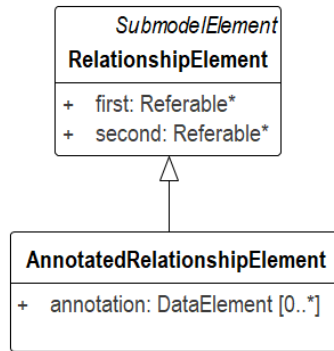 SubmodelElement
RelationshipElement
+ first: Referable*
+ second: Referable*
AnnotatedRelationshipElement
+ annotation: DataElement [0..*]